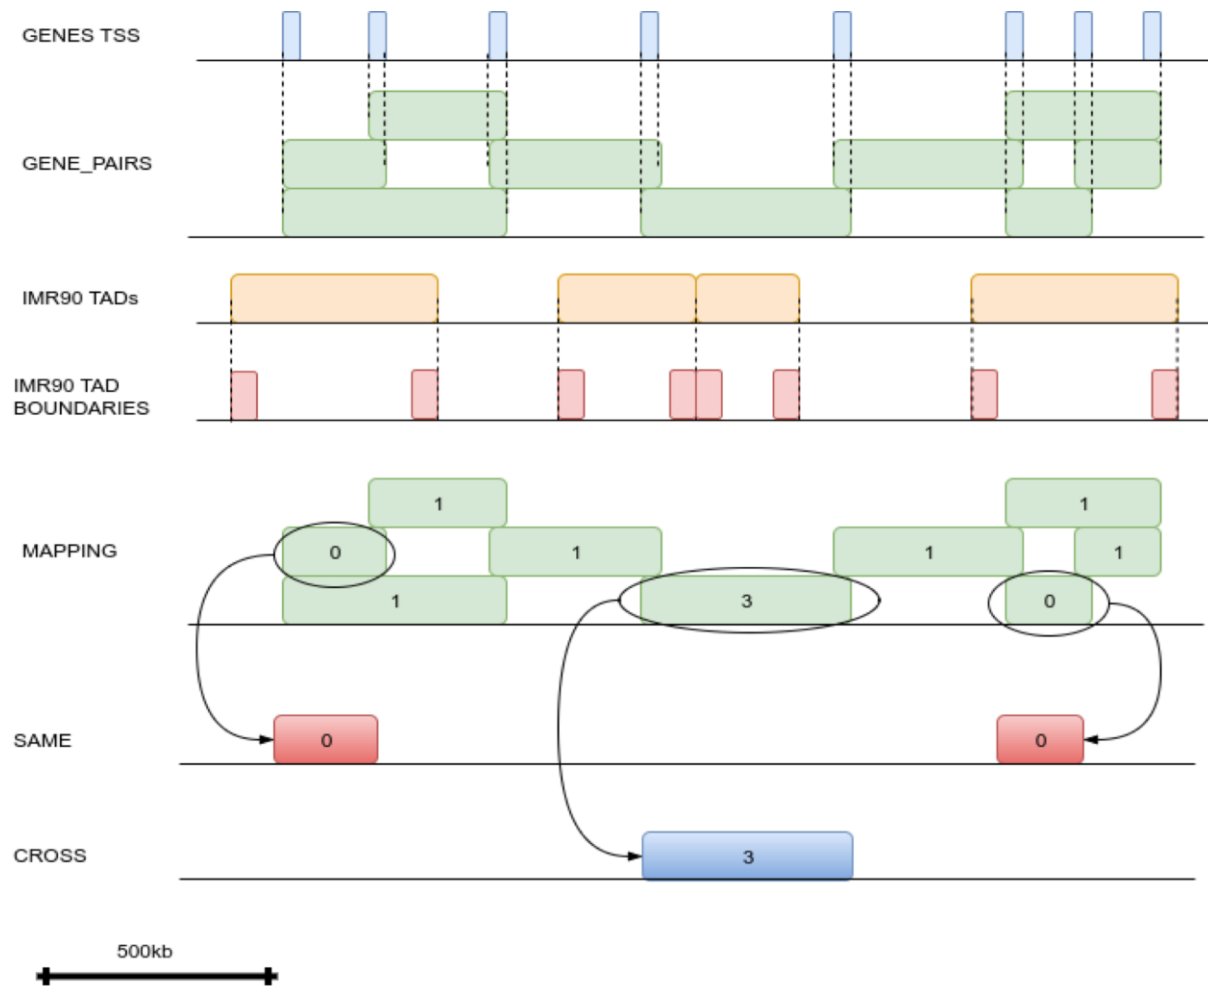 GENES TSS
GENE_PAIRS
IMR90 TADs
IMR90 TAD
BOUNDARIES
1
1
MAPPING
0
1
1
1
1
3
0
SAME
0
0
CROSS
3
500kb